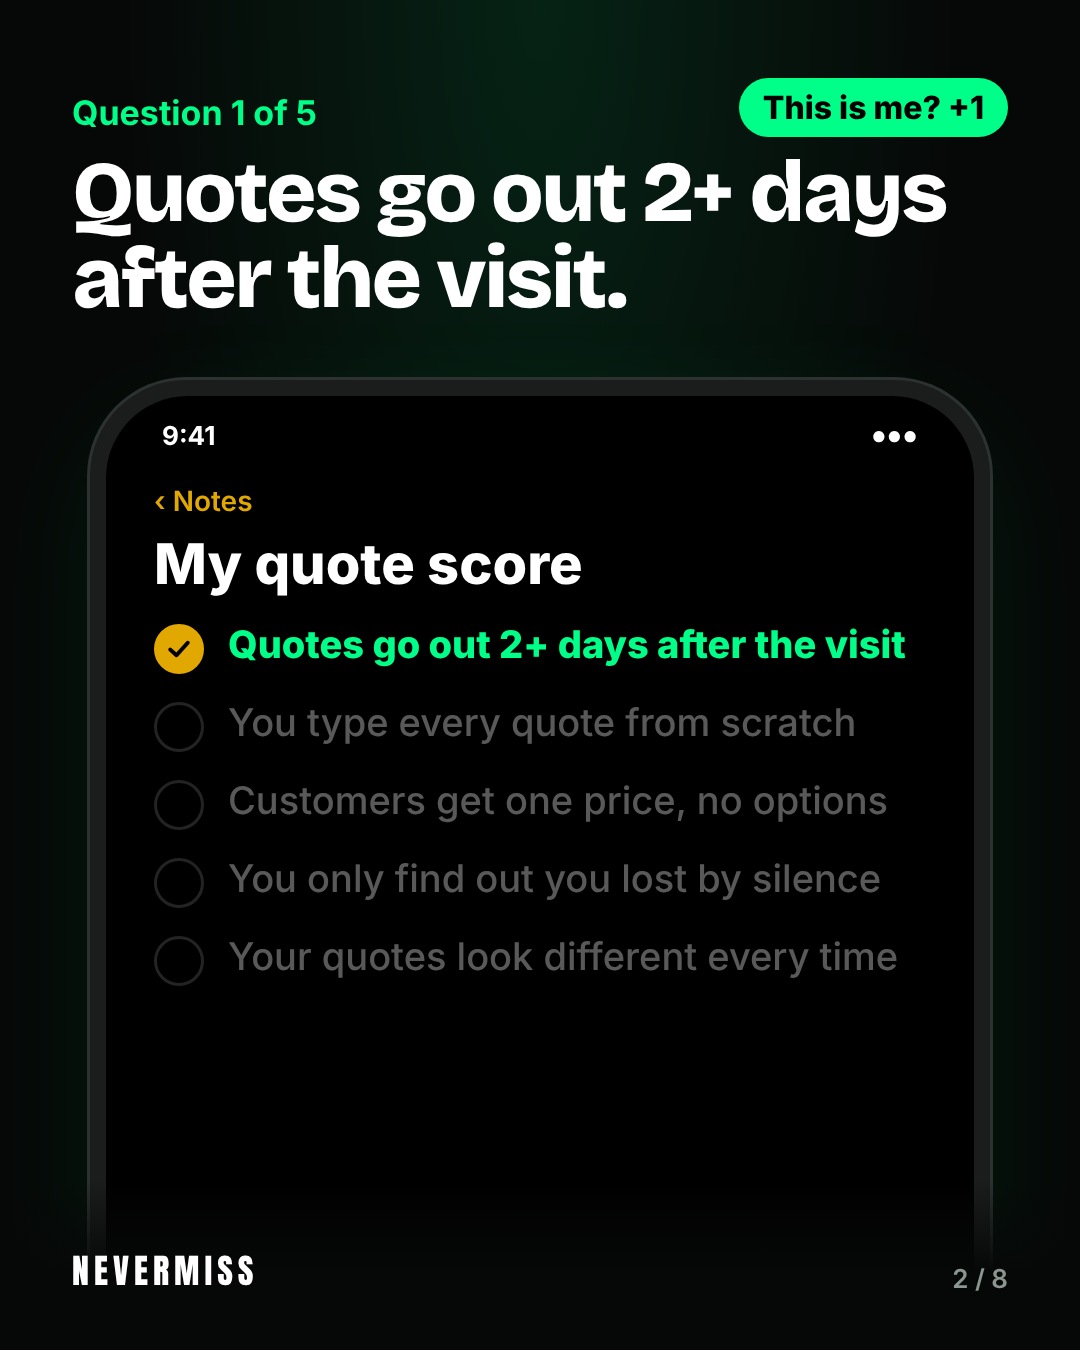 Question 1 of 5
This is me? +1
Quotes go out 2+ days
after the visit.
9:41
‹ Notes
My quote score
Quotes go out 2+ days after the visit
You type every quote from scratch
Customers get one price, no options
You only find out you lost by silence
Your quotes look different every time
NEVERMISS
2 / 8